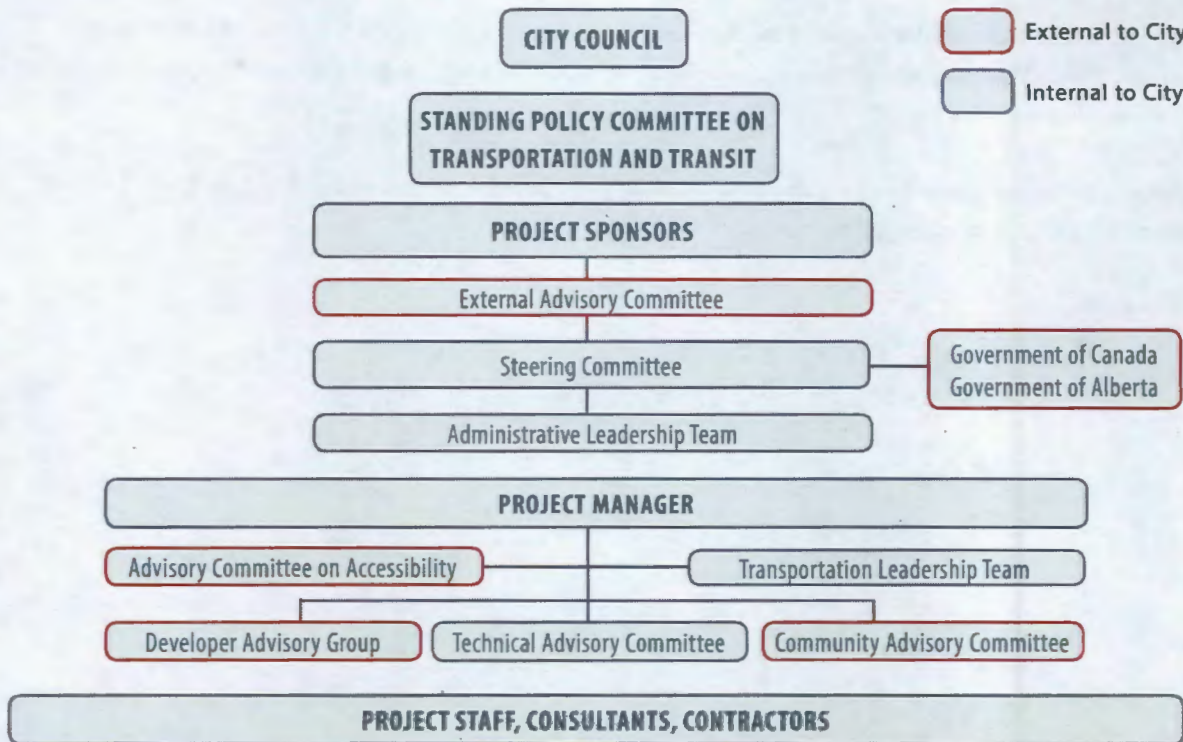 CITY COUNCIL
External to City
Internal to City
STANDING POLICY COMMITTEE ON
TRANSPORTATION AND TRANSIT
PROJECT SPONSORS
External Advisory Committee
Steering Committee
Government of Canada
Government of Alberta
Administrative Leadership Team
PROJECT MANAGER
Advisory Committee on Accessibility
Transportation Leadership Team
Developer Advisory Group
Technical Advisory Committee
Community Advisory Committee
PROJECT STAFF, CONSULTANTS, CONTRACTORS